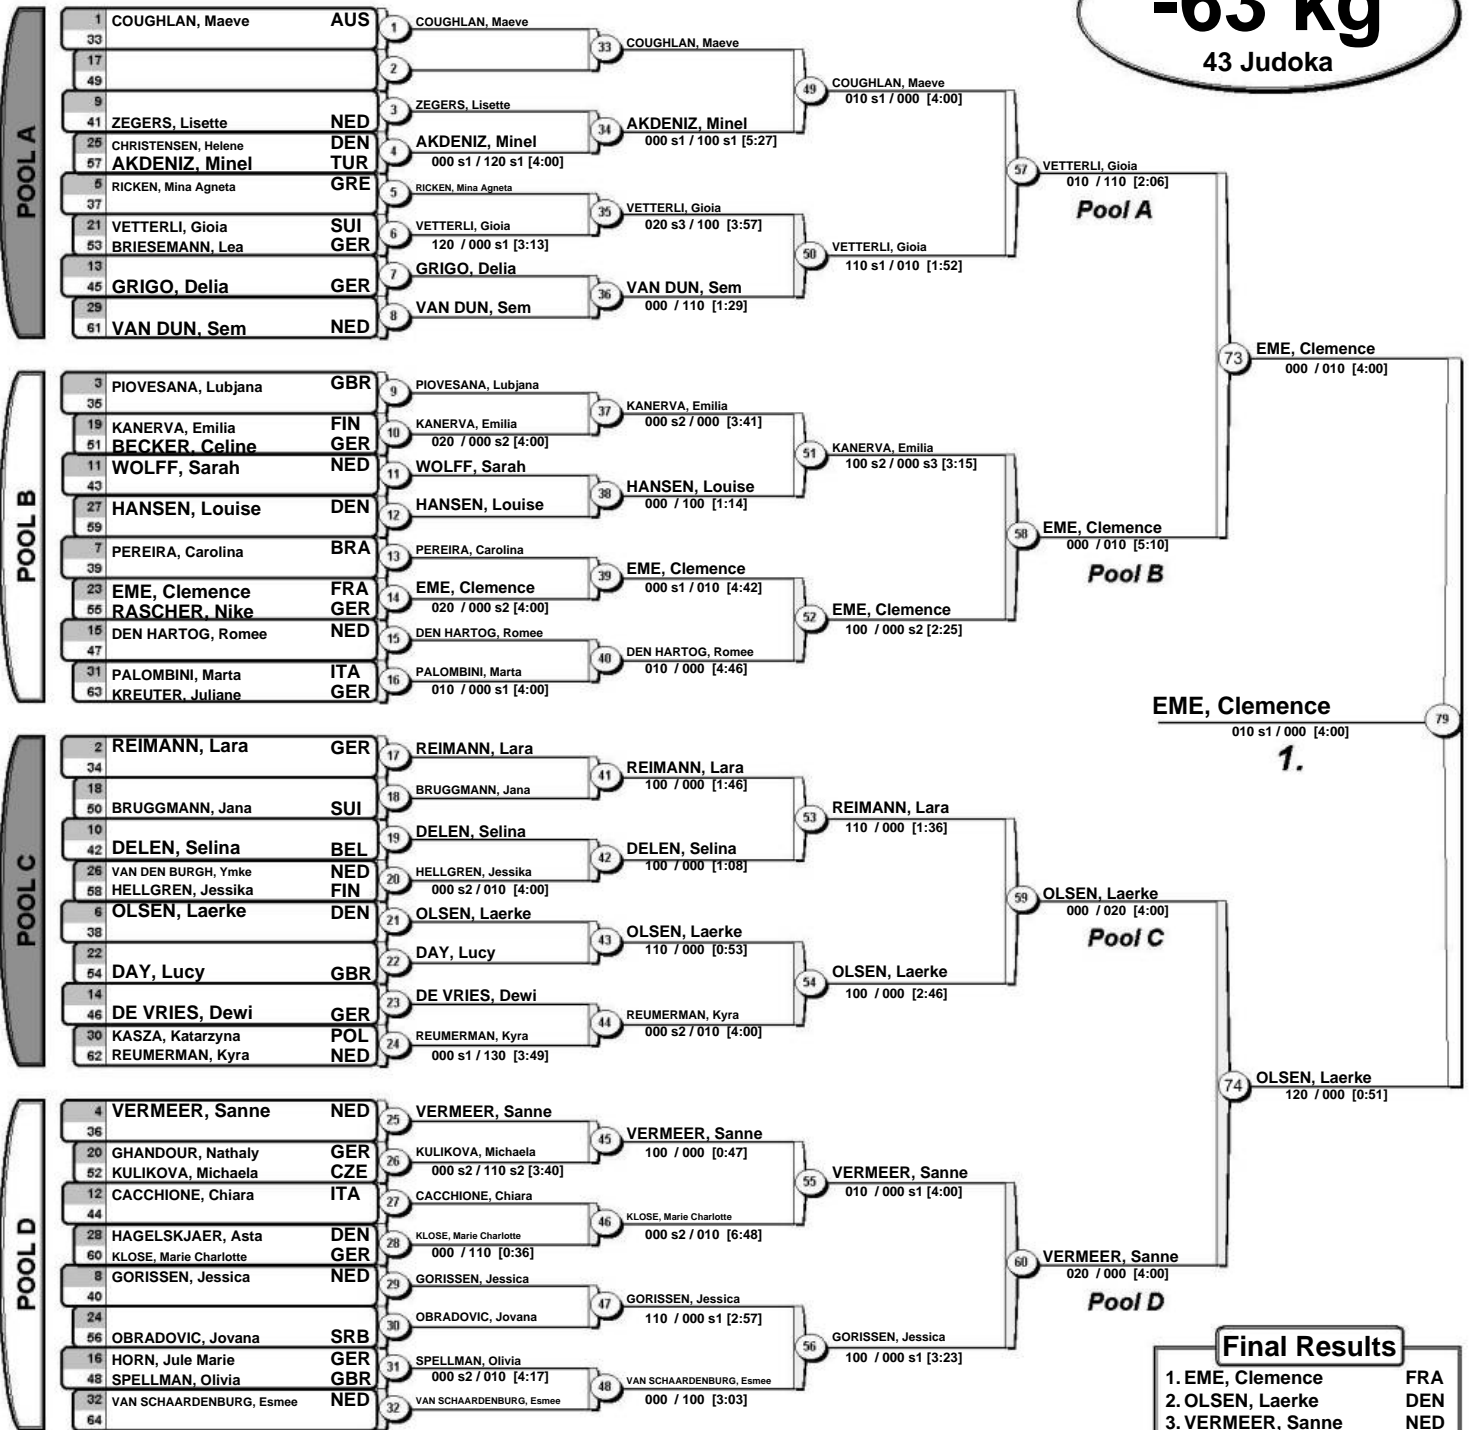 -63 kg
43 Judoka
POOL A
1 COUGHLAN, Maeve AUS
33
17
49
9
41 ZEGERS, Lisette NED
25 CHRISTENSEN, Helene DEN
57 AKDENIZ, Minel TUR
5 RICKEN, Mina Agneta GRE
37
21 VETTERLI, Gioia SUI
53 BRIESEMANN, Lea GER
13
45 GRIGO, Delia GER
29
61 VAN DUN, Sem NED
1 COUGHLAN, Maeve
2
3 ZEGERS, Lisette
4 AKDENIZ, Minel
000 s1 / 120 s1 [4:00]
5 RICKEN, Mina Agneta
6 VETTERLI, Gioia
120 / 000 s1 [3:13]
7 GRIGO, Delia
8 VAN DUN, Sem
33 COUGHLAN, Maeve
34 AKDENIZ, Minel
000 s1 / 100 s1 [5:27]
35 VETTERLI, Gioia
020 s3 / 100 [3:57]
36 VAN DUN, Sem
000 / 110 [1:29]
49 COUGHLAN, Maeve
010 s1 / 000 [4:00]
50 VETTERLI, Gioia
110 s1 / 010 [1:52]
57 VETTERLI, Gioia
010 / 110 [2:06]
Pool A
POOL B
3 PIOVESANA, Lubjana GBR
35
19 KANERVA, Emilia FIN
51 BECKER, Celine GER
11 WOLFF, Sarah NED
43
27 HANSEN, Louise DEN
59
7 PEREIRA, Carolina BRA
39
23 EME, Clemence FRA
55 RASCHER, Nike GER
15 DEN HARTOG, Romee NED
47
31 PALOMBINI, Marta ITA
63 KREUTER, Juliane GER
9 PIOVESANA, Lubjana
10 KANERVA, Emilia
020 / 000 s2 [4:00]
11 WOLFF, Sarah
12 HANSEN, Louise
13 PEREIRA, Carolina
14 EME, Clemence
020 / 000 s2 [4:00]
15 DEN HARTOG, Romee
16 PALOMBINI, Marta
010 / 000 s1 [4:00]
37 KANERVA, Emilia
000 s2 / 000 [3:41]
38 HANSEN, Louise
000 / 100 [1:14]
39 EME, Clemence
000 s1 / 010 [4:42]
40 DEN HARTOG, Romee
010 / 000 [4:46]
51 KANERVA, Emilia
100 s2 / 000 s3 [3:15]
52 EME, Clemence
100 / 000 s2 [2:25]
58 EME, Clemence
000 / 010 [5:10]
Pool B
73 EME, Clemence
000 / 010 [4:00]
EME, Clemence 79
010 s1 / 000 [4:00]
1.
POOL C
2 REIMANN, Lara GER
34
18
50 BRUGGMANN, Jana SUI
10
42 DELEN, Selina BEL
26 VAN DEN BURGH, Ymke NED
58 HELLGREN, Jessika FIN
6 OLSEN, Laerke DEN
38
22
54 DAY, Lucy GBR
14
46 DE VRIES, Dewi GER
30 KASZA, Katarzyna POL
62 REUMERMAN, Kyra NED
17 REIMANN, Lara
18 BRUGGMANN, Jana
19 DELEN, Selina
20 HELLGREN, Jessika
000 s2 / 010 [4:00]
21 OLSEN, Laerke
22 DAY, Lucy
23 DE VRIES, Dewi
24 REUMERMAN, Kyra
000 s1 / 130 [3:49]
41 REIMANN, Lara
100 / 000 [1:46]
42 DELEN, Selina
100 / 000 [1:08]
43 OLSEN, Laerke
110 / 000 [0:53]
44 REUMERMAN, Kyra
000 s2 / 010 [4:00]
53 REIMANN, Lara
110 / 000 [1:36]
54 OLSEN, Laerke
100 / 000 [2:46]
59 OLSEN, Laerke
000 / 020 [4:00]
Pool C
74 OLSEN, Laerke
120 / 000 [0:51]
POOL D
4 VERMEER, Sanne NED
36
20 GHANDOUR, Nathaly GER
52 KULIKOVA, Michaela CZE
12 CACCHIONE, Chiara ITA
44
28 HAGELSKJAER, Asta DEN
60 KLOSE, Marie Charlotte GER
8 GORISSEN, Jessica NED
40
24
56 OBRADOVIC, Jovana SRB
16 HORN, Jule Marie GER
48 SPELLMAN, Olivia GBR
32 VAN SCHAARDENBURG, Esmee NED
64
25 VERMEER, Sanne
26 KULIKOVA, Michaela
000 s2 / 110 s2 [3:40]
27 CACCHIONE, Chiara
28 KLOSE, Marie Charlotte
000 / 110 [0:36]
29 GORISSEN, Jessica
30 OBRADOVIC, Jovana
31 SPELLMAN, Olivia
000 s2 / 010 [4:17]
32 VAN SCHAARDENBURG, Esmee
45 VERMEER, Sanne
100 / 000 [0:47]
46 KLOSE, Marie Charlotte
000 s2 / 010 [6:48]
47 GORISSEN, Jessica
110 / 000 s1 [2:57]
48 VAN SCHAARDENBURG, Esmee
000 / 100 [3:03]
55 VERMEER, Sanne
010 / 000 s1 [4:00]
56 GORISSEN, Jessica
100 / 000 s1 [3:23]
60 VERMEER, Sanne
020 / 000 [4:00]
Pool D
Final Results
1. EME, Clemence FRA
2. OLSEN, Laerke DEN
3. VERMEER, Sanne NED